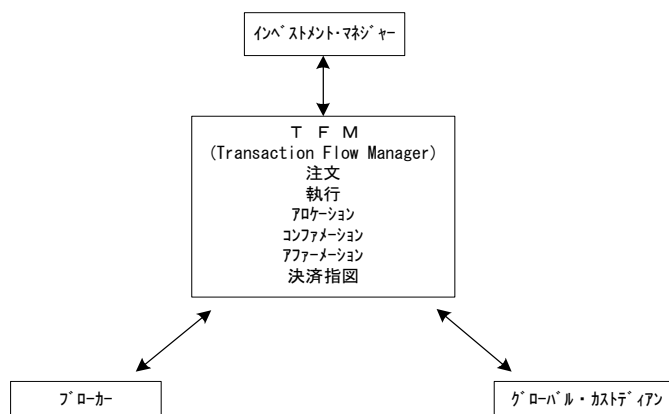 ｲﾝﾍﾞｽﾄﾒﾝﾄ･ﾏﾈｼﾞｬｰ
Ｔ Ｆ Ｍ
(Transaction Flow Manager)
注文
執行
ｱﾛｹｰｼｮﾝ
ｺﾝﾌｧﾒｰｼｮﾝ
ｱﾌｧｰﾒｰｼｮﾝ
決済指図
ﾌﾞﾛｰｶｰ
ｸﾞﾛｰﾊﾞﾙ・ｶｽﾄﾃﾞｨｱﾝ